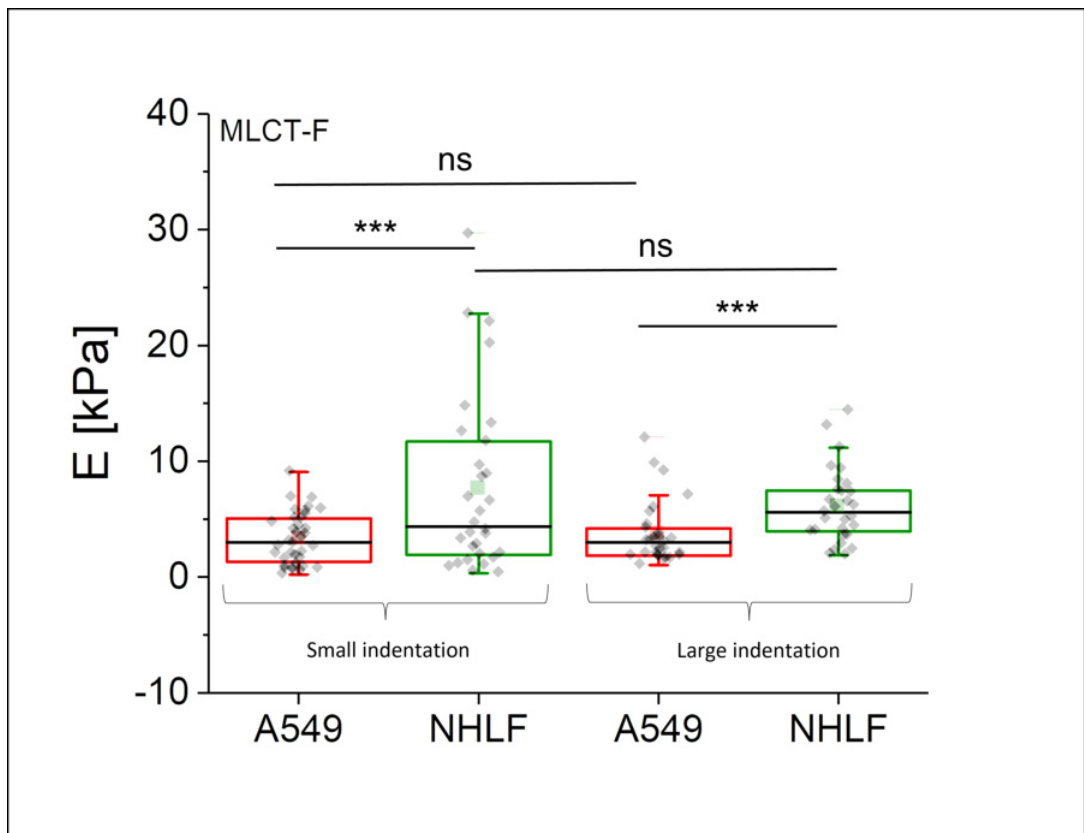 40
MLCT-F
ns
30
***
ns
***
20
E [kPa]
10
0
Small indentation
Large indentation
-10
A549
NHLF
A549
NHLF